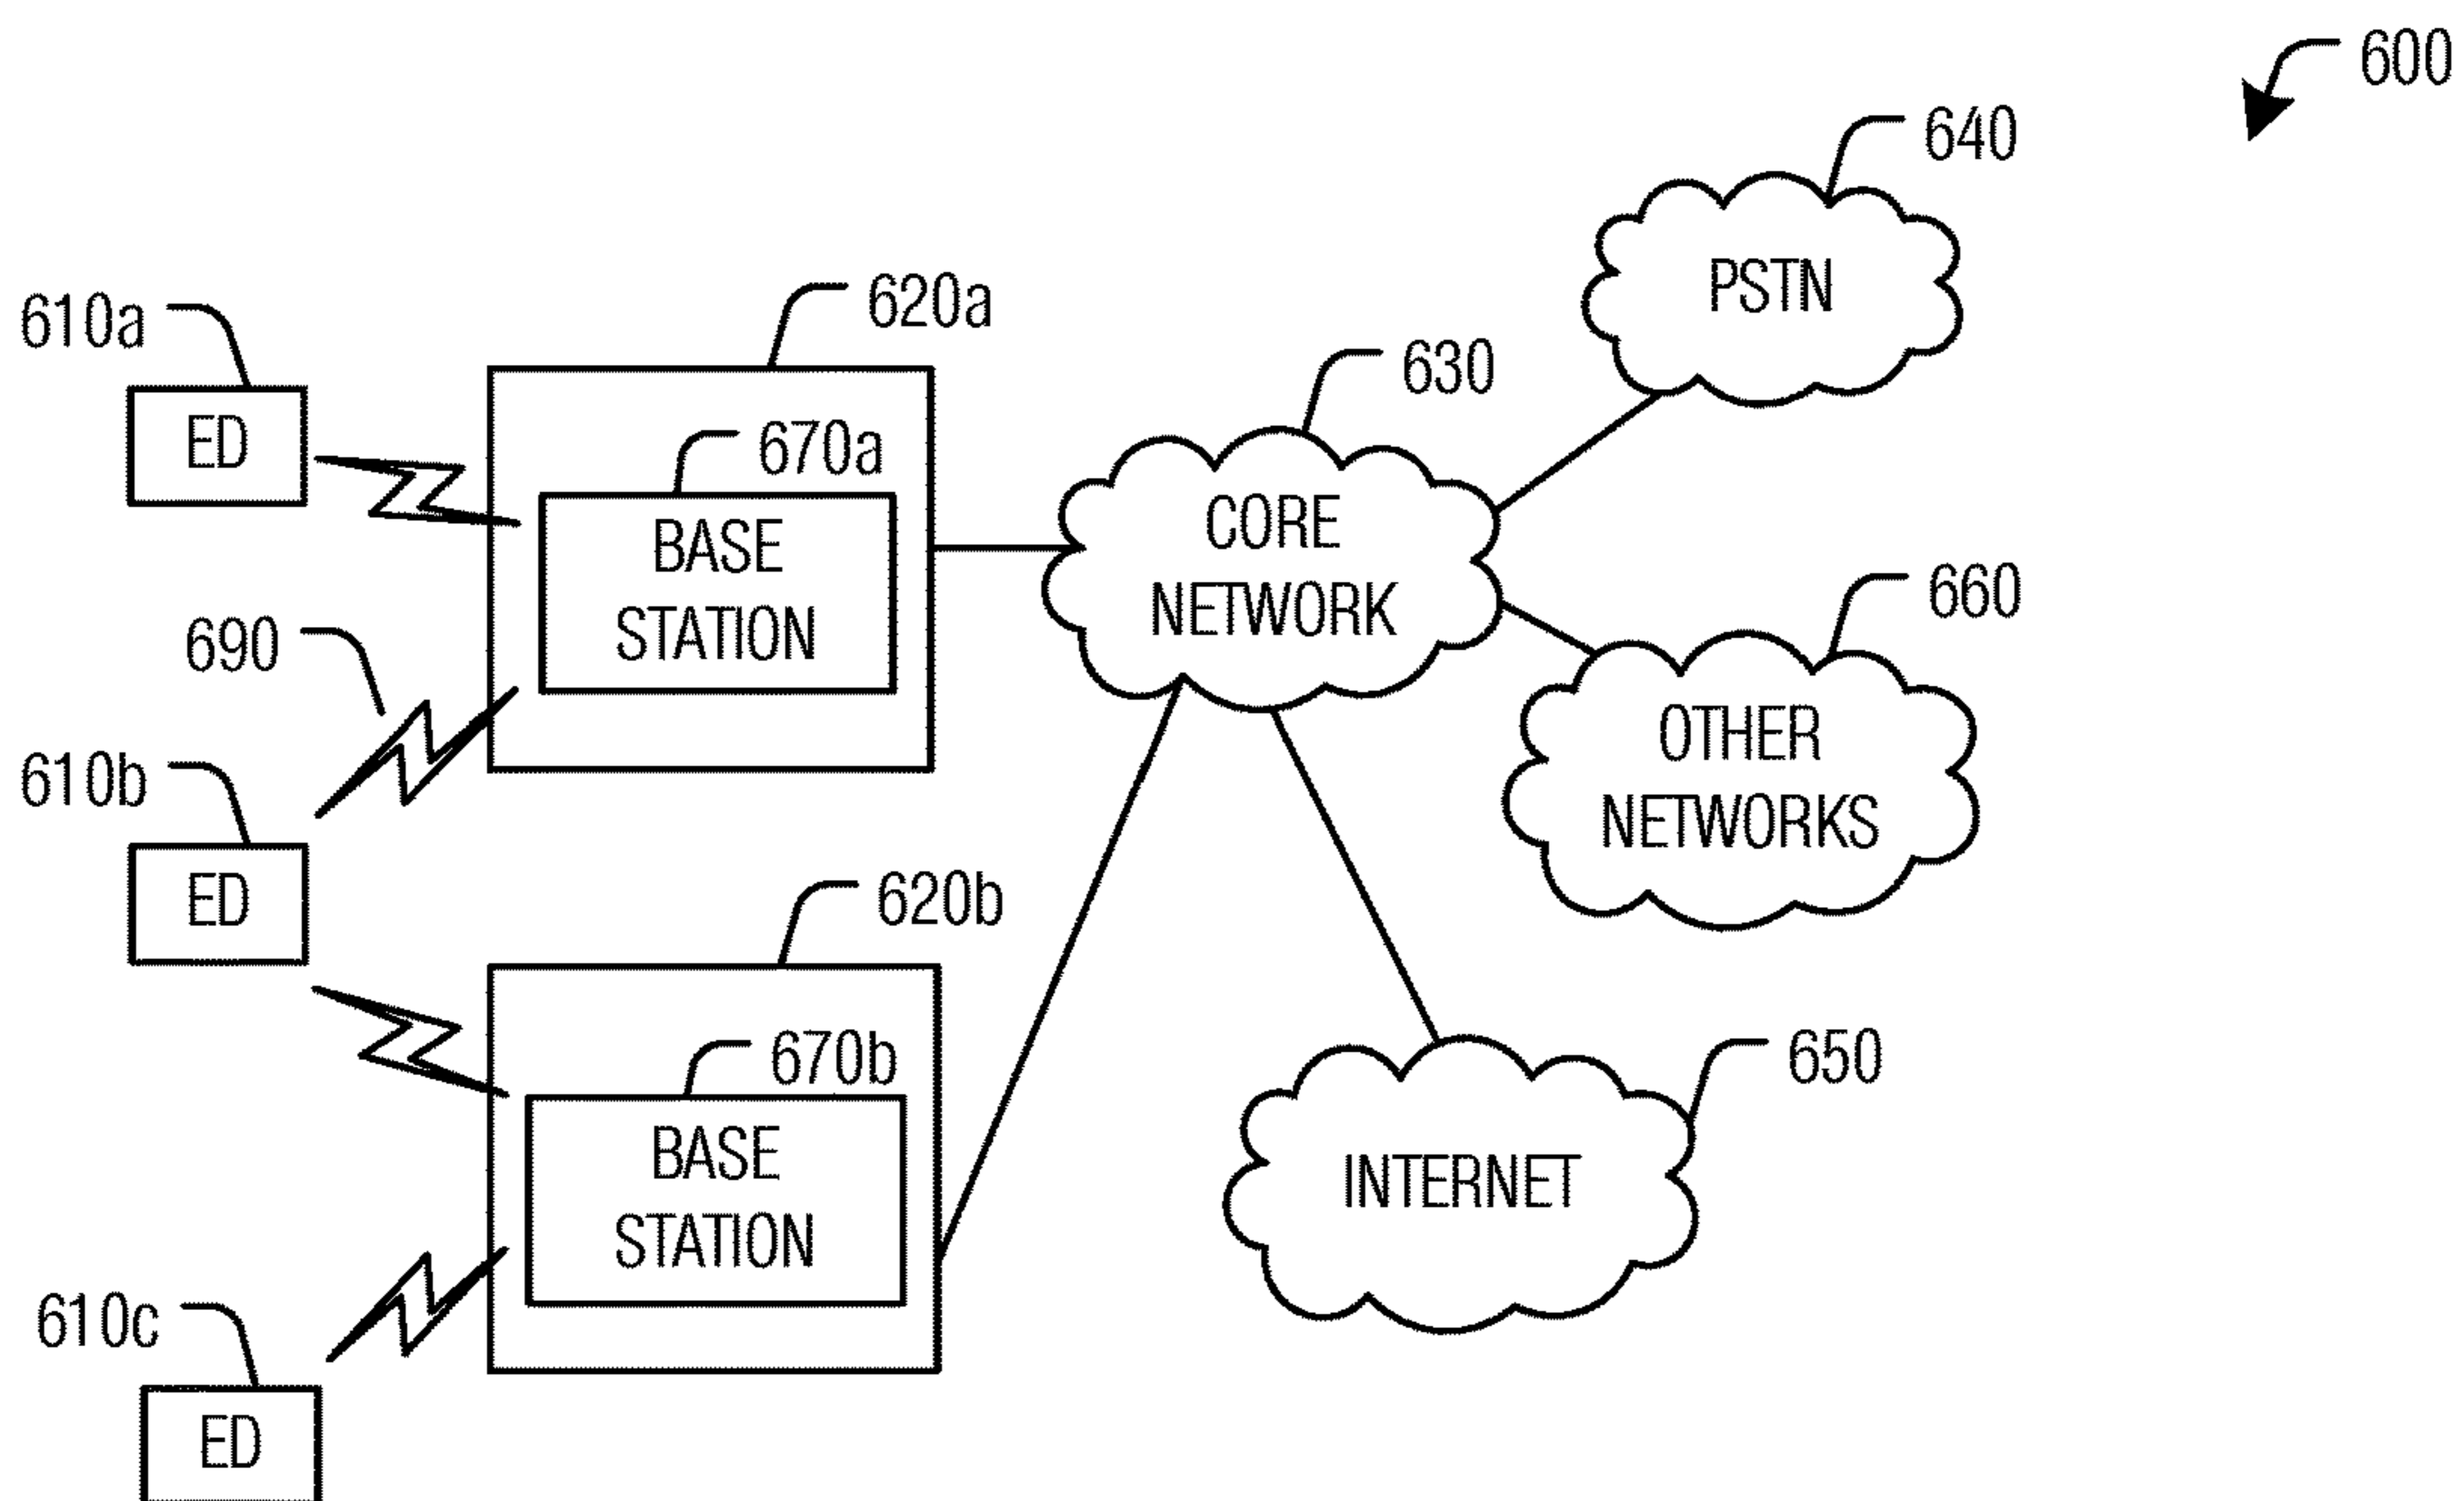 600
640
PSTN
620a
610a
ED
630
670a
CORE
NETWORK
BASE
STATION
660
690
OTHER
NETWORKS
610b
ED
620b
670b
650
BASE
STATION
INTERNET
610c
ED